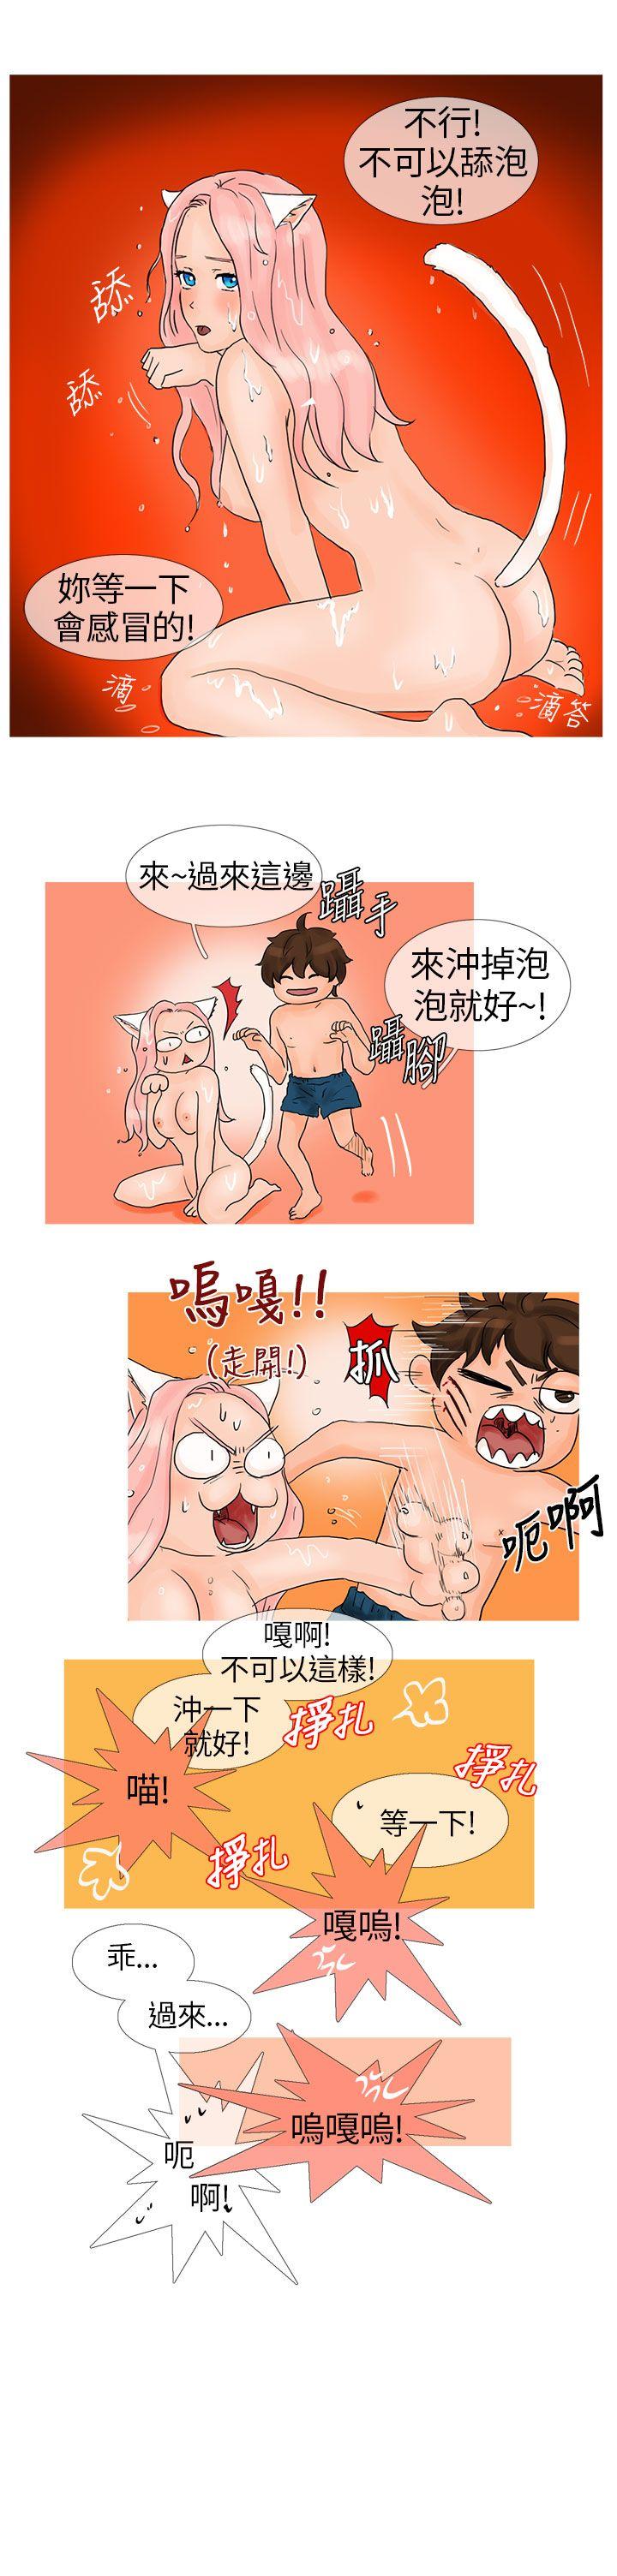 不行!
不可以舔泡
泡!
舔
舔
妳等一下
會感冒的!
滴
滴答
來~過來這邊
躡手
來沖掉泡
泡就好~!
躡腳
嗚嘎!!
(走開!)
抓
呃啊
嘎啊!
不可以這樣!
沖一下
就好!
掙扎
喵!
掙扎
等一下!
掙扎
嘎嗚!
乖...
過來...
嗚嘎嗚!
呃
啊!